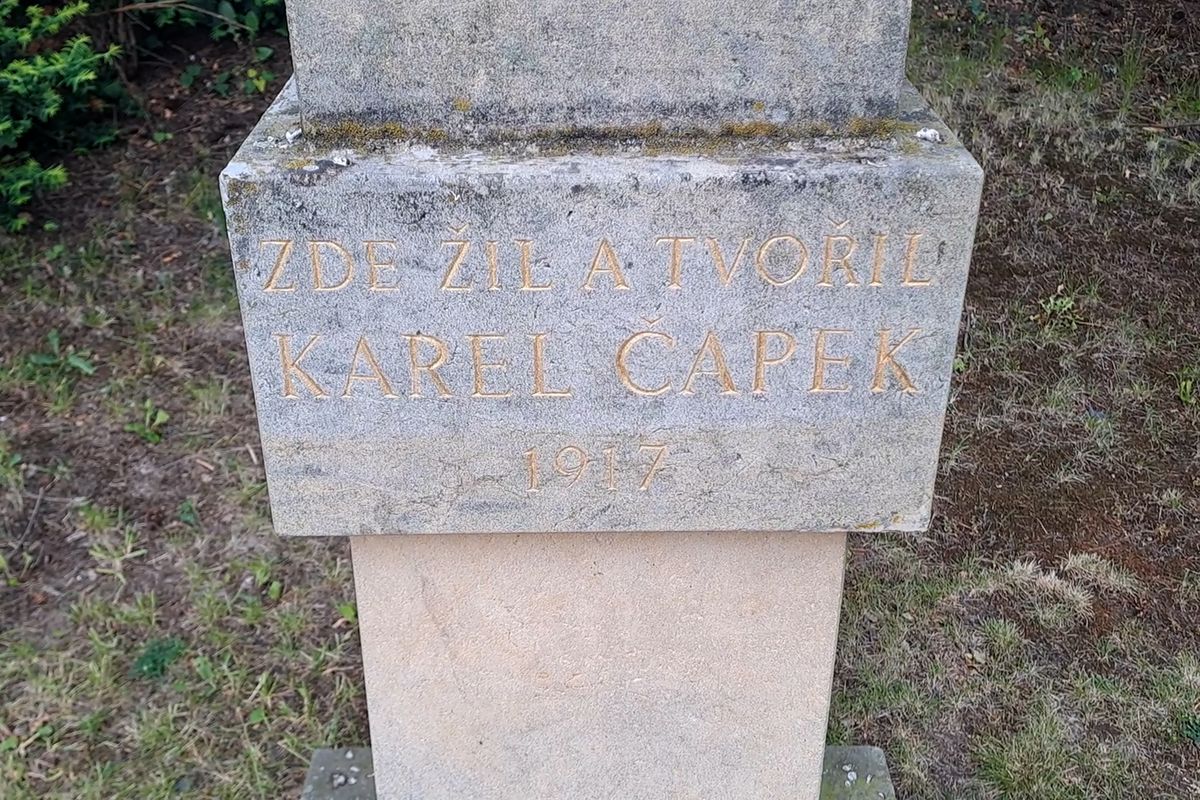 ZDE ŽIL A TVOŘIL
KAREL ČAPEK
1917